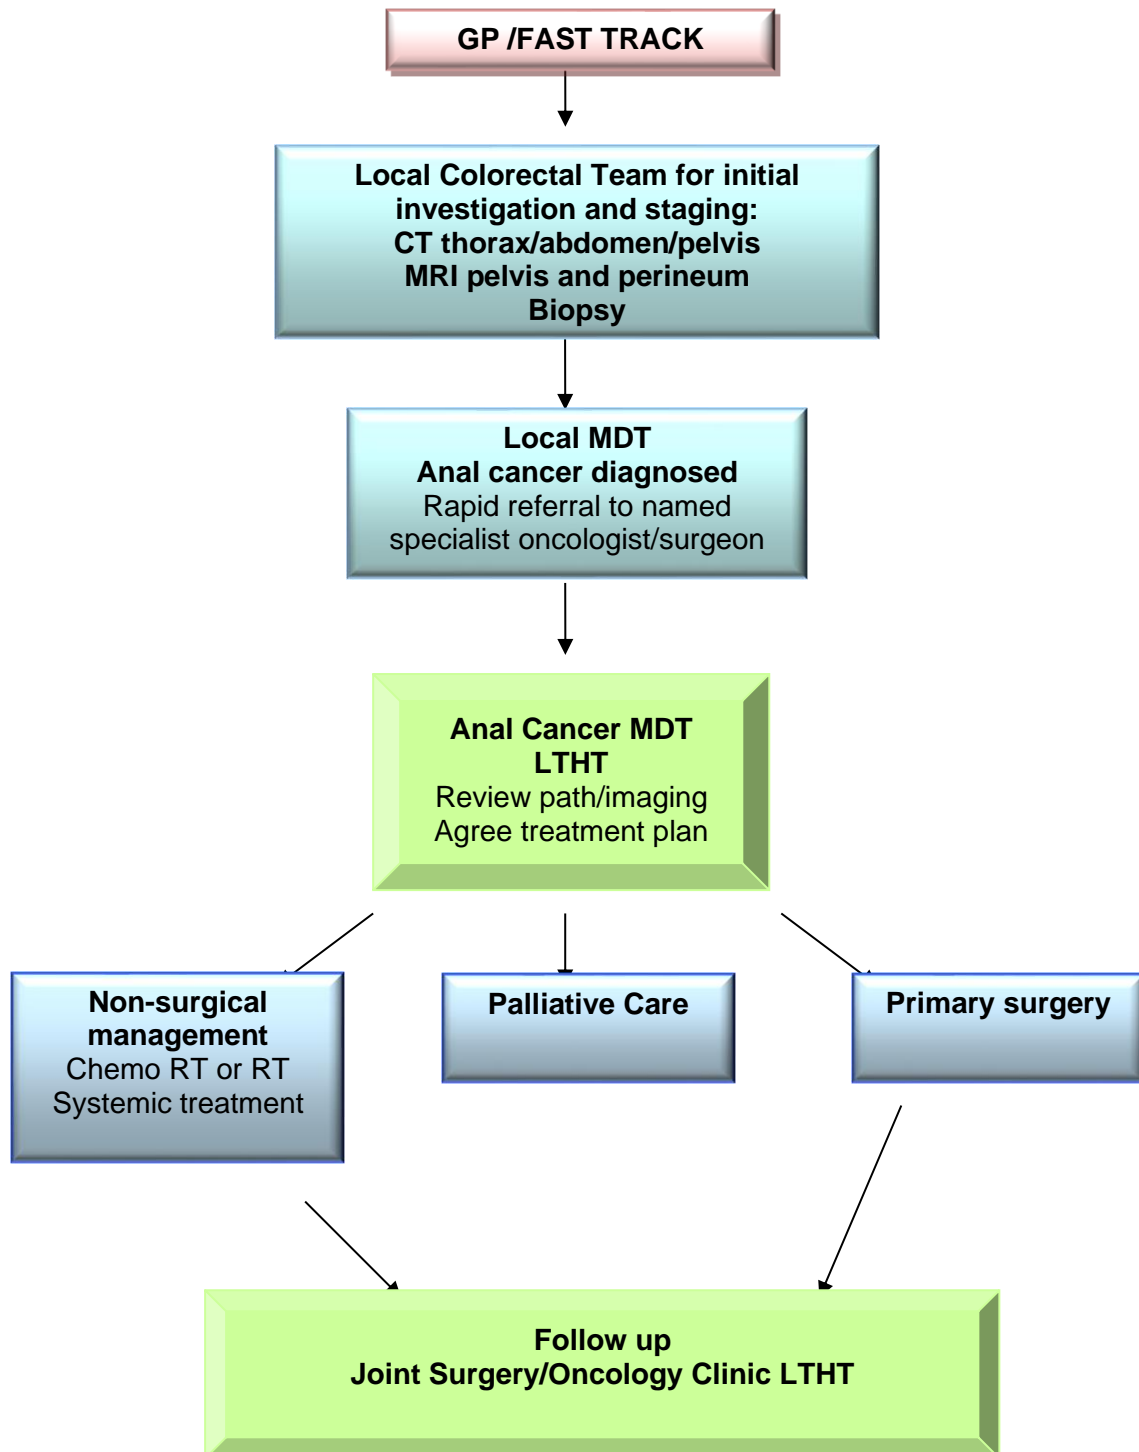 GP /FAST TRACK
Local Colorectal Team for initial
investigation and staging:
CT thorax/abdomen/pelvis
MRI pelvis and perineum
Biopsy
Local MDT
Anal cancer diagnosed
Rapid referral to named
specialist oncologist/surgeon
Anal Cancer MDT
LTHT
Review path/imaging
Agree treatment plan
Non-surgical
management
Chemo RT or RT
Systemic treatment
Palliative Care
Primary surgery
Follow up
Joint Surgery/Oncology Clinic LTHT